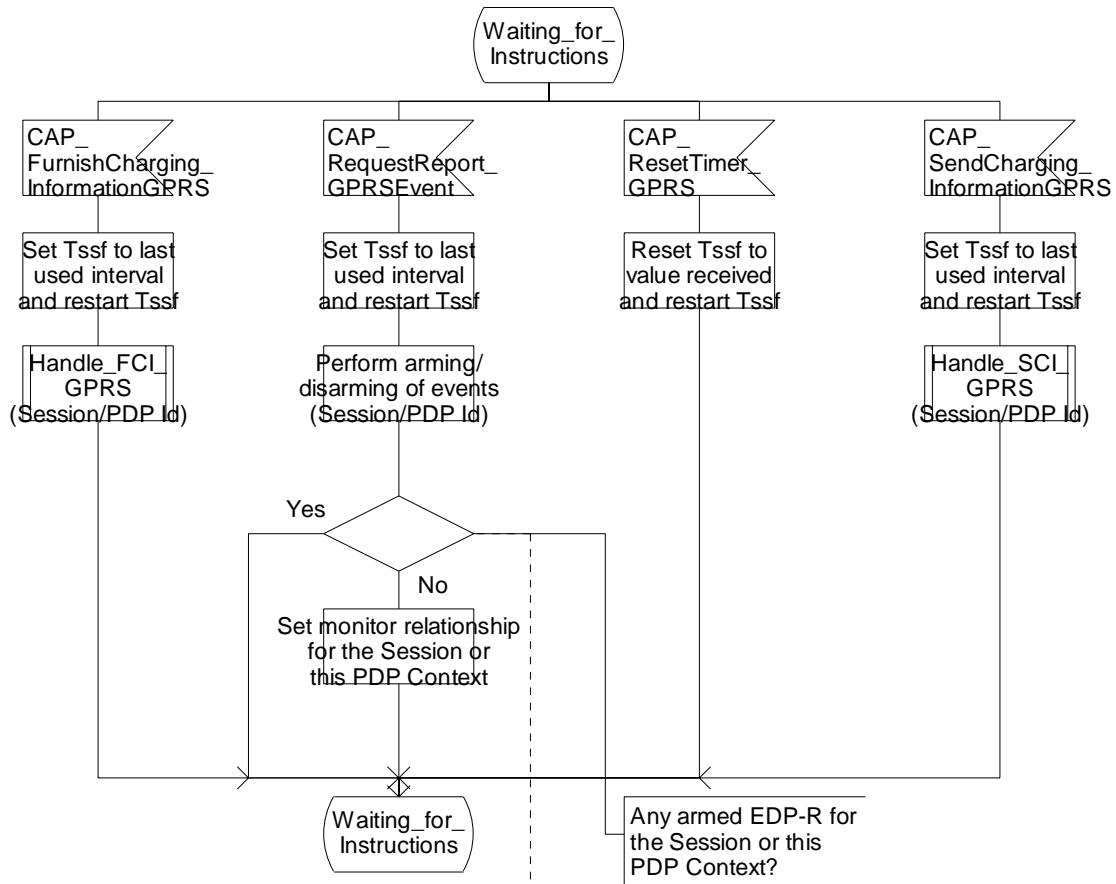 Waiting_for_
Instructions
CAP_
FurnishCharging_
InformationGPRS
CAP_
RequestReport_
GPRSEvent
CAP_
ResetTimer_
GPRS
CAP_
SendCharging_
InformationGPRS
Set Tssf to last
used interval
and restart Tssf
Set Tssf to last
used interval
and restart Tssf
Reset Tssf to
value received
and restart Tssf
Set Tssf to last
used interval
and restart Tssf
Handle_FCI_
GPRS
(Session/PDP Id)
Perform arming/
disarming of events
(Session/PDP Id)
Handle_SCI_
GPRS
(Session/PDP Id)
Yes
No
Set monitor relationship
for the Session or
this PDP Context
Waiting_for_
Instructions
Any armed EDP-R for
the Session or this
PDP Context?